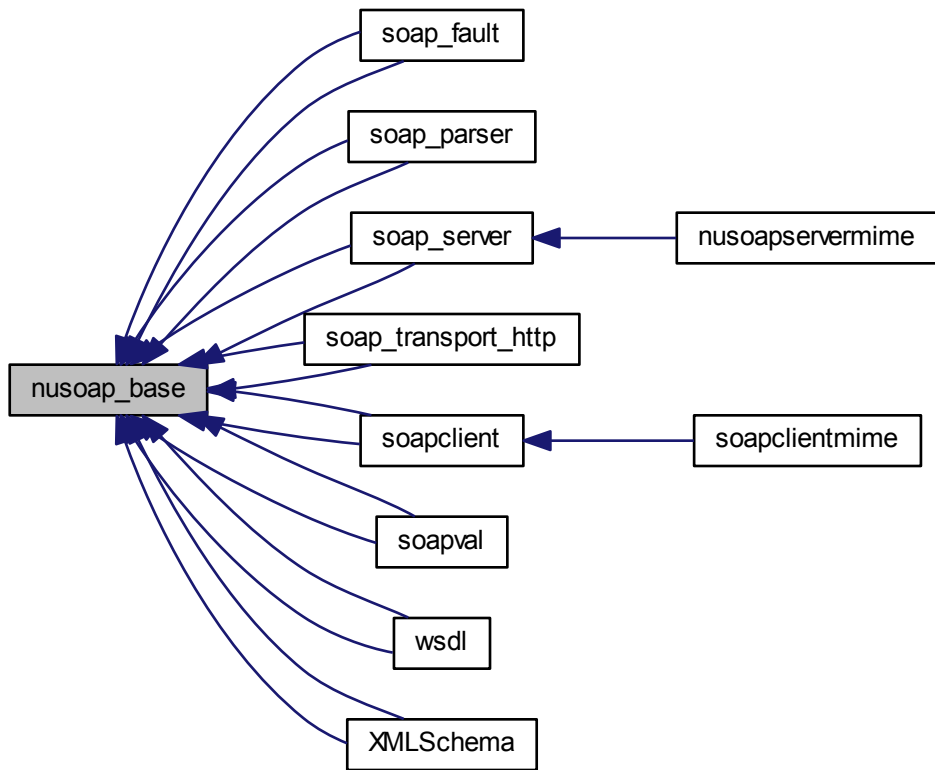 soap_fault
soap_parser
soap_server
nusoapservermime
soap_transport_http
nusoap_base
soapclient
soapclientmime
soapval
wsdl
XMLSchema